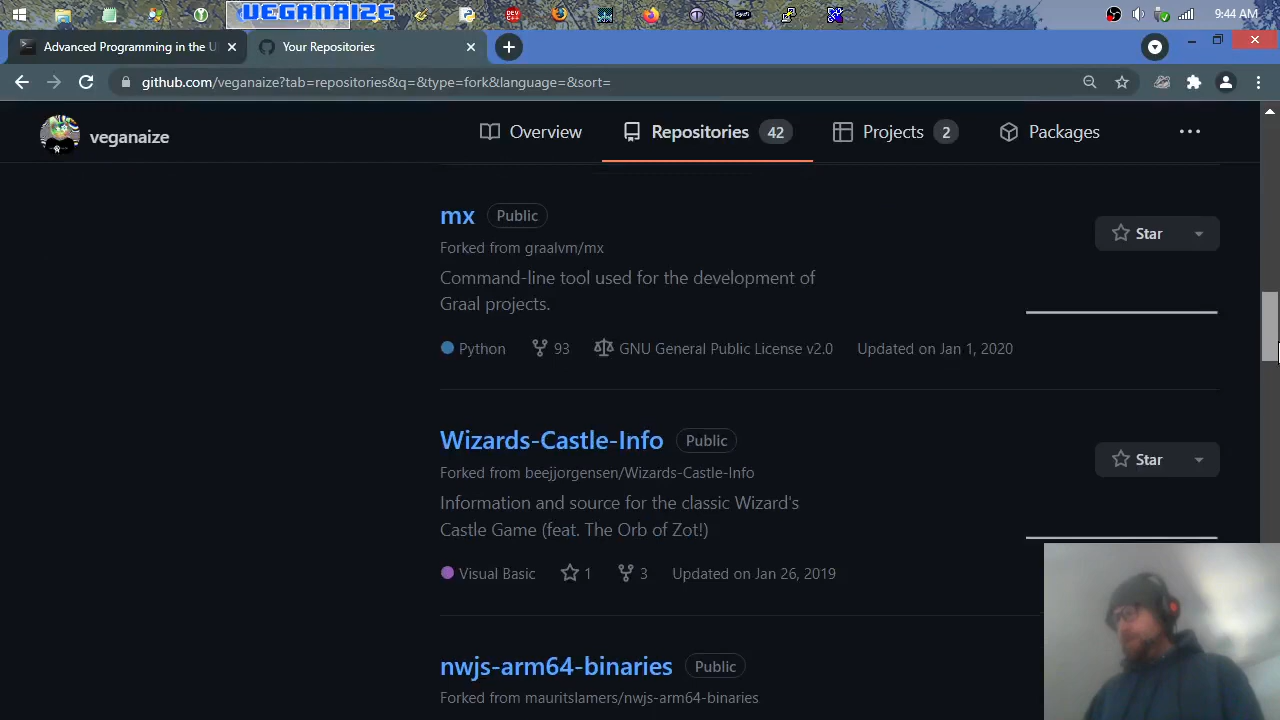 VEGANAIZE
9:44 AM
Advanced Programming in the U
Your Repositories
github.com/veganaize?tab=repositories&q=&type=fork&language=&sort=
veganaize
Overview
Repositories 42
Projects 2
Packages
mx Public
Star
Forked from graalvm/mx
Command-line tool used for the development of
Graal projects.
Python 93 GNU General Public License v2.0 Updated on Jan 1, 2020
Wizards-Castle-Info Public
Star
Forked from beejjorgensen/Wizards-Castle-Info
Information and source for the classic Wizard's
Castle Game (feat. The Orb of Zot!)
Visual Basic 1 3 Updated on Jan 26, 2019
nwjs-arm64-binaries Public
Forked from mauritslamers/nwjs-arm64-binaries